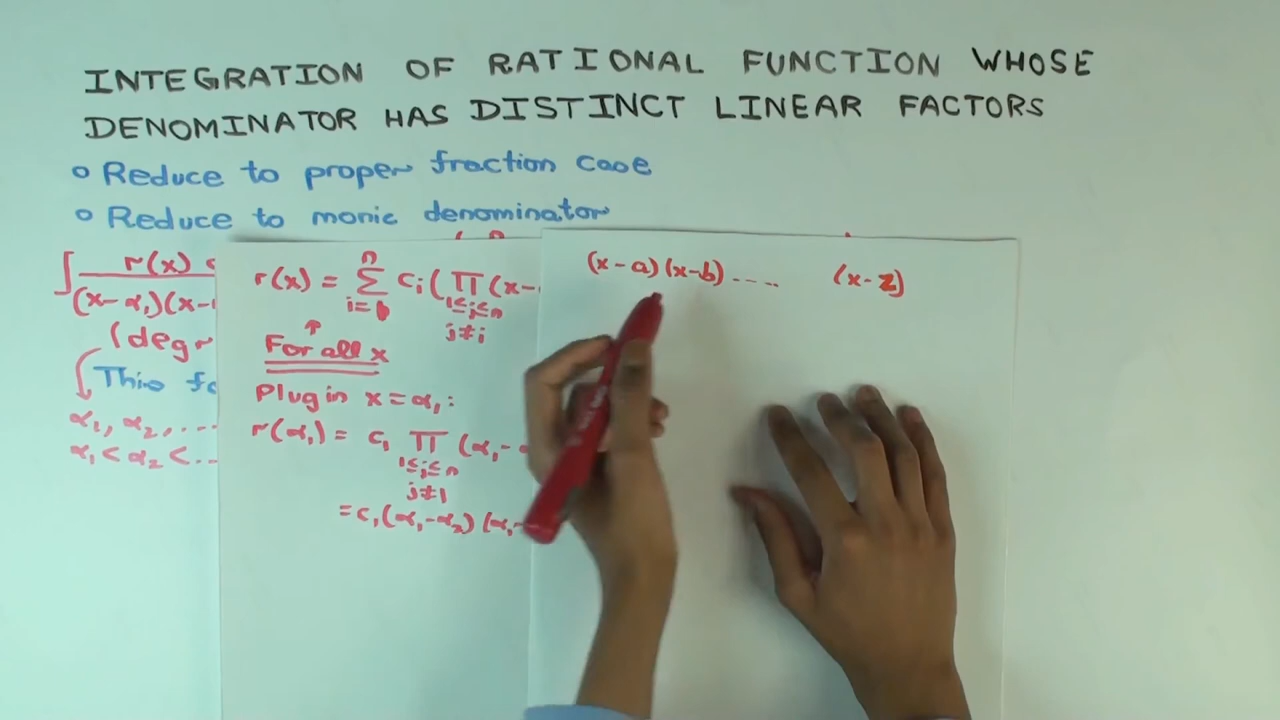 INTEGRATION OF RATIONAL FUNCTION WHOSE
DENOMINATOR HAS DISTINCT LINEAR FACTORS
o Reduce to proper fraction case
o Reduce to monic denominator
∫ r(x)
(x-α₁)(x-
(degr
This fo
α₁, α₂, ....
α₁ < α₂ < ...
r(x) = Σ cᵢ( ∏ (x-
n
i=1
1≤j≤n
j≠i
↑
For all x
Plug in x = α₁:
r(α₁) = c₁ ∏ (α₁-
1≤j≤n
j≠1
= c₁(α₁-α₂)(α₁-
(x-a)(x-b) ..... (x-z)